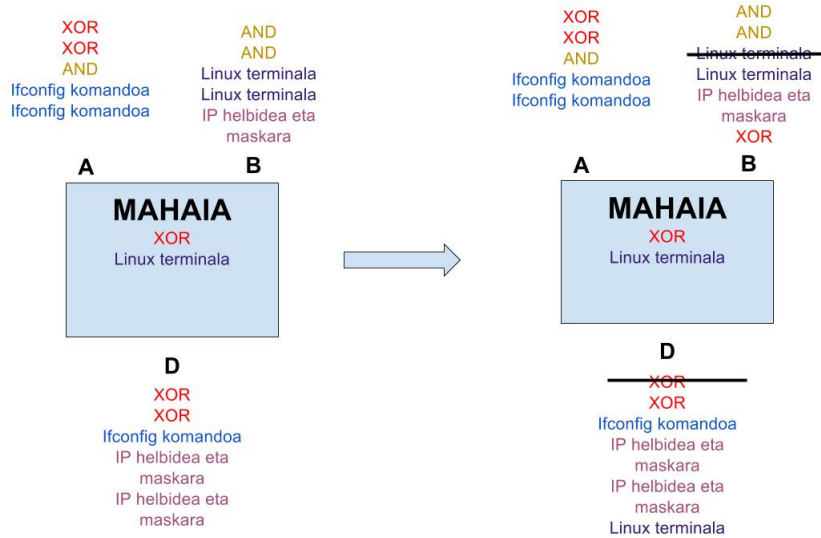 XOR
XOR
AND
Ifconfig komandoa
Ifconfig komandoa
AND
AND
Linux terminala
Linux terminala
IP helbidea eta
maskara
A
B
MAHAIA
XOR
Linux terminala
D
XOR
XOR
Ifconfig komandoa
IP helbidea eta
maskara
IP helbidea eta
maskara
XOR
XOR
AND
Ifconfig komandoa
Ifconfig komandoa
AND
AND
Linux terminala
Linux terminala
IP helbidea eta
maskara
XOR
A
B
MAHAIA
XOR
Linux terminala
D
XOR
XOR
Ifconfig komandoa
IP helbidea eta
maskara
IP helbidea eta
maskara
Linux terminala